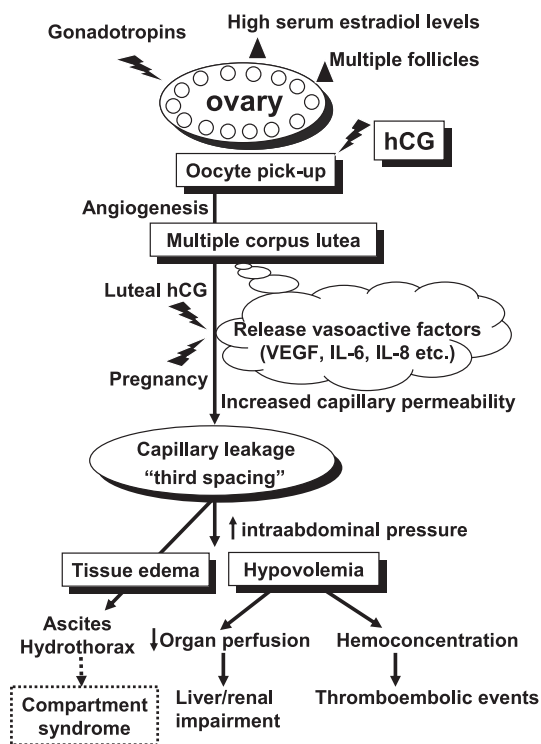 High serum estradiol levels
Gonadotropins
Multiple follicles
ovary
hCG
Oocyte pick-up
Angiogenesis
Multiple corpus lutea
Luteal hCG
Release vasoactive factors
(VEGF, IL-6, IL-8 etc.)
Pregnancy
Increased capillary permeability
Capillary leakage
“third spacing”
↑ intraabdominal pressure
Tissue edema
Hypovolemia
Ascites
Hydrothorax
↓ Organ perfusion
Hemoconcentration
Compartment
syndrome
Liver/renal
impairment
Thromboembolic events